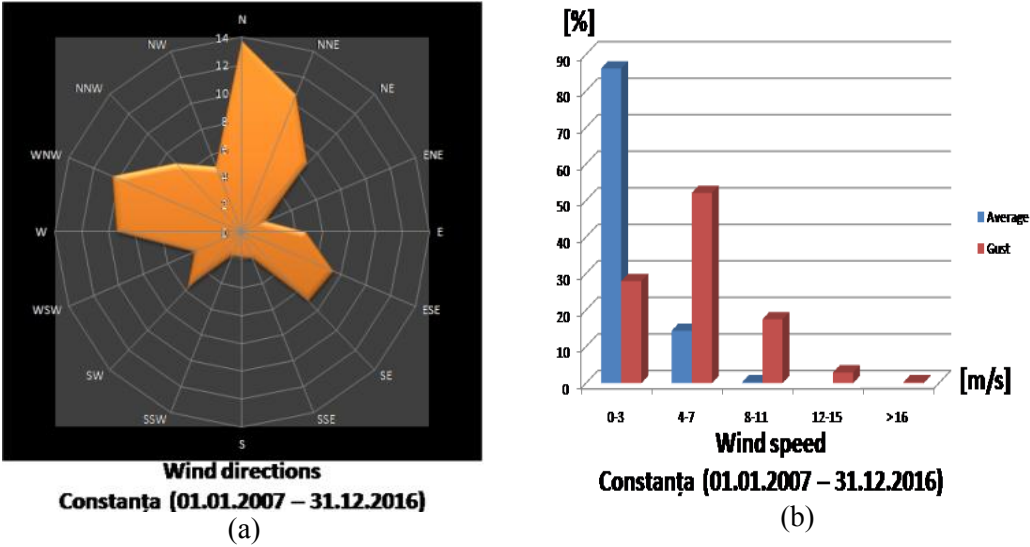 N
NNE
NE
ENE
E
ESE
SE
SSE
S
SSW
SW
WSW
W
WNW
NNW
NW
14
12
10
8
6
4
2
Wind directions
Constanța (01.01.2007 – 31.12.2016)
(a)
[%]
90
80
70
60
50
40
30
20
10
0
0-3 4-7 8-11 12-15 >16
[m/s]
Average
Gust
Wind speed
Constanța (01.01.2007 – 31.12.2016)
(b)